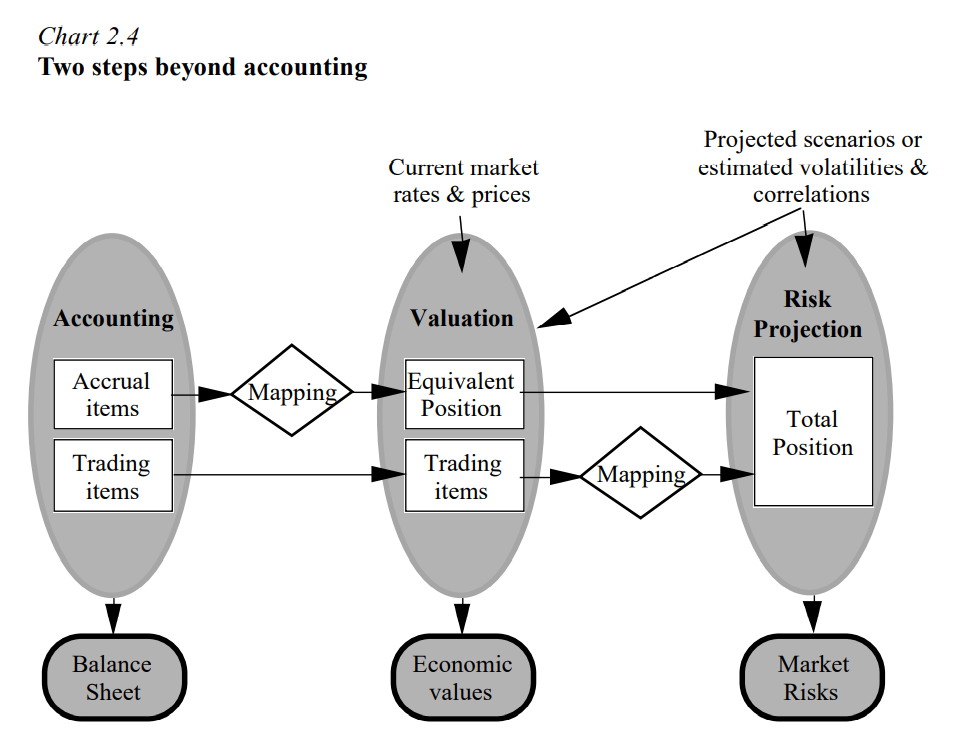 Chart 2.4
Two steps beyond accounting
Projected scenarios or
estimated volatilities &
correlations
Current market
rates & prices
Accounting
Valuation
Risk
Projection
Accrual
items
Mapping
Equivalent
Position
Total
Position
Trading
items
Trading
items
Mapping
Balance
Sheet
Economic
values
Market
Risks